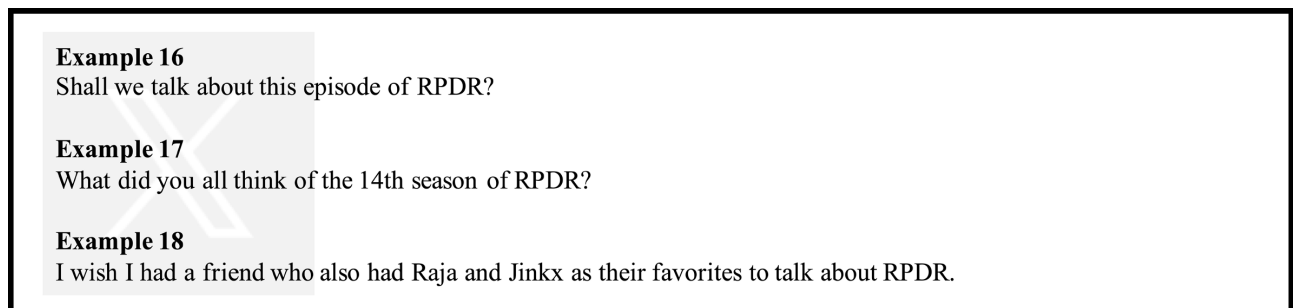 Example 16
Shall we talk about this episode of RPDR?
Example 17
What did you all think of the 14th season of RPDR?
Example 18
I wish I had a friend who also had Raja and Jinkx as their favorites to talk about RPDR.